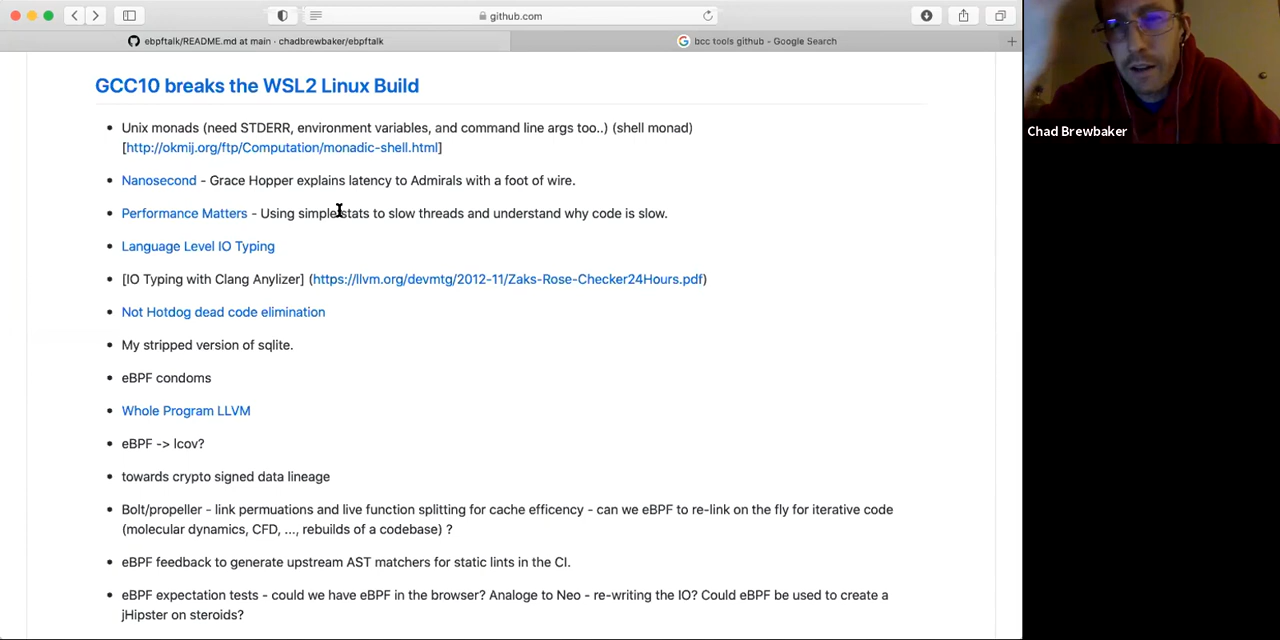 github.com
ebpftalk/README.md at main · chadbrewbaker/ebpftalk
bcc tools github - Google Search
GCC10 breaks the WSL2 Linux Build
Unix monads (need STDERR, environment variables, and command line args too..) (shell monad)
[http://okmij.org/ftp/Computation/monadic-shell.html]
Nanosecond - Grace Hopper explains latency to Admirals with a foot of wire.
Performance Matters - Using simple stats to slow threads and understand why code is slow.
Language Level IO Typing
[IO Typing with Clang Anylizer] (https://llvm.org/devmtg/2012-11/Zaks-Rose-Checker24Hours.pdf)
Not Hotdog dead code elimination
My stripped version of sqlite.
eBPF condoms
Whole Program LLVM
eBPF -> lcov?
towards crypto signed data lineage
Bolt/propeller - link permuations and live function splitting for cache efficency - can we eBPF to re-link on the fly for iterative code
(molecular dynamics, CFD, ..., rebuilds of a codebase) ?
eBPF feedback to generate upstream AST matchers for static lints in the CI.
eBPF expectation tests - could we have eBPF in the browser? Analoge to Neo - re-writing the IO? Could eBPF be used to create a
jHipster on steroids?
Chad Brewbaker